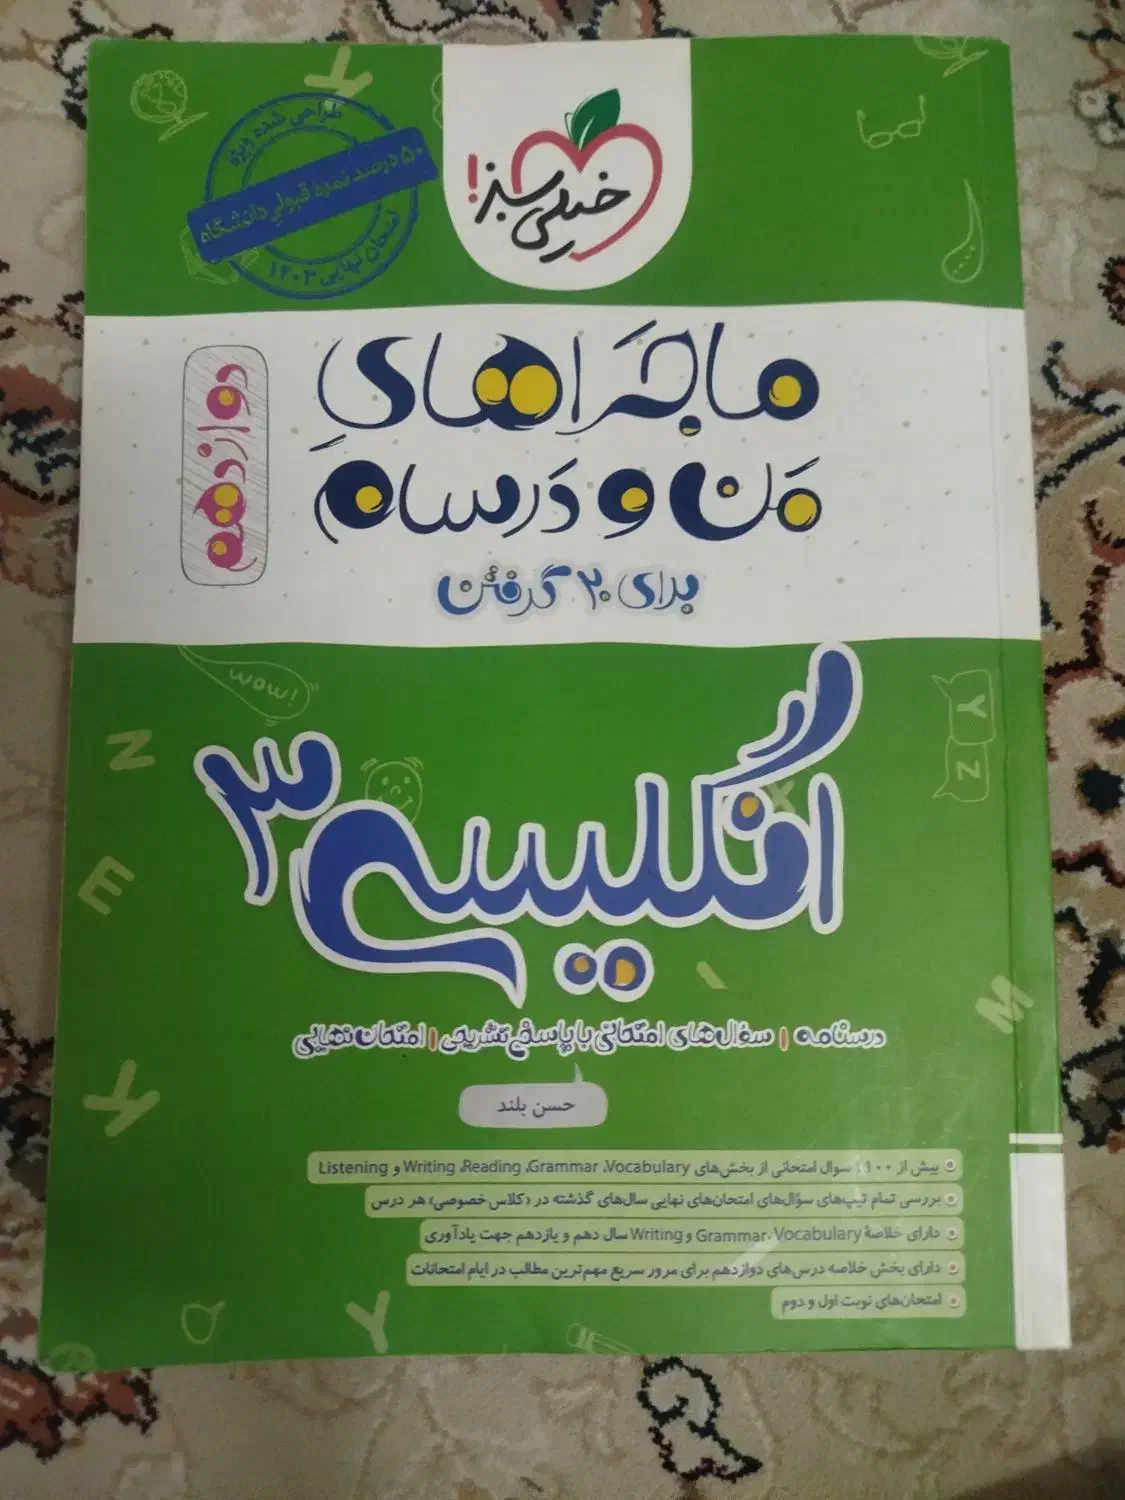 طراحی شده ویژه
۵۰ درصد نمرهٔ قبولی دانشگاه
امتحان نهایی ۱۴۰۳
خیلی سبز!
ماجراهای
من و درسام
برای ۲۰ گرفتن
دوازدهم
wow!
انگلیسی ۳
درسنامه | سؤال‌های امتحانی با پاسخ تشریحی | امتحان نهایی
حسن بلند
بیش از ۱۱۰۰ سوال امتحانی از بخش‌های Vocabulary، Grammar، Reading، Writing و Listening
بررسی تمام تیپ‌های سؤال‌های امتحان‌های نهایی سال‌های گذشته در «کلاس خصوصی» هر درس
دارای خلاصهٔ Vocabulary، Grammar و Writing سال دهم و یازدهم جهت یادآوری
دارای بخش خلاصه درس‌های دوازدهم برای مرور سریع مهم‌ترین مطالب در ایام امتحانات
امتحان‌های نوبت اول و دوم